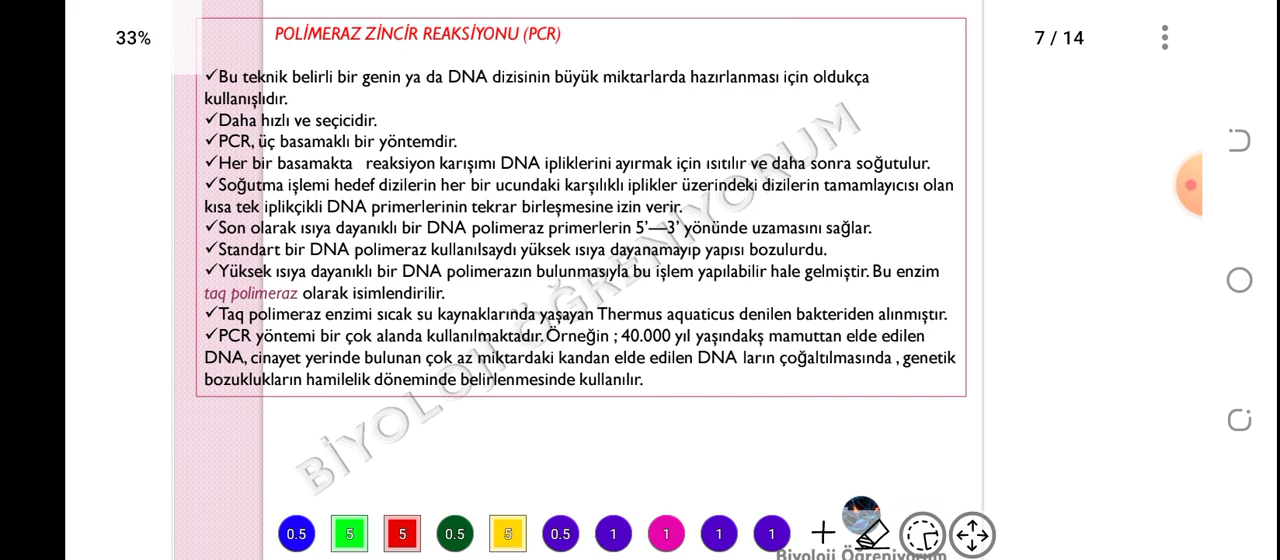 33%
POLİMERAZ ZİNCİR REAKSİYONU (PCR)
7 / 14
✓Bu teknik belirli bir genin ya da DNA dizisinin büyük miktarlarda hazırlanması için oldukça
kullanışlıdır.
✓Daha hızlı ve seçicidir.
✓PCR, üç basamaklı bir yöntemdir.
✓Her bir basamakta reaksiyon karışımı DNA ipliklerini ayırmak için ısıtılır ve daha sonra soğutulur.
✓Soğutma işlemi hedef dizilerin her bir ucundaki karşılıklı iplikler üzerindeki dizilerin tamamlayıcısı olan
kısa tek iplikçikli DNA primerlerinin tekrar birleşmesine izin verir.
✓Son olarak ısıya dayanıklı bir DNA polimeraz primerlerin 5’—3’ yönünde uzamasını sağlar.
✓Standart bir DNA polimeraz kullanılsaydı yüksek ısıya dayanamayıp yapısı bozulurdu.
✓Yüksek ısıya dayanıklı bir DNA polimerazın bulunmasıyla bu işlem yapılabilir hale gelmiştir. Bu enzim
taq polimeraz olarak isimlendirilir.
✓Taq polimeraz enzimi sıcak su kaynaklarında yaşayan Thermus aquaticus denilen bakteriden alınmıştır.
✓PCR yöntemi bir çok alanda kullanılmaktadır. Örneğin ; 40.000 yıl yaşındakş mamuttan elde edilen
DNA, cinayet yerinde bulunan çok az miktardaki kandan elde edilen DNA ların çoğaltılmasında , genetik
bozuklukların hamilelik döneminde belirlenmesinde kullanılır.
BİYOLOJİ ÖĞRENİYORUM
0.5 5 5 0.5 5 0.5 1 1 1 1
Biyoloji Öğreniyorum